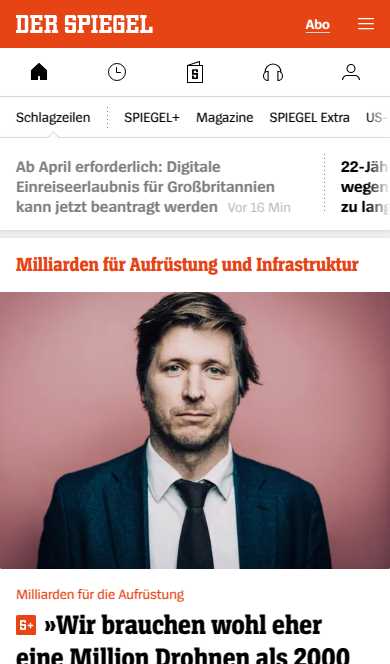 DER SPIEGEL
Abo
Schlagzeilen SPIEGEL+ Magazine SPIEGEL Extra US-
Ab April erforderlich: Digitale
Einreiseerlaubnis für Großbritannien
kann jetzt beantragt werden Vor 16 Min
22-Jäh
wegen
zu lang
Milliarden für Aufrüstung und Infrastruktur
Milliarden für die Aufrüstung
S+ »Wir brauchen wohl eher
eine Million Drohnen als 2000